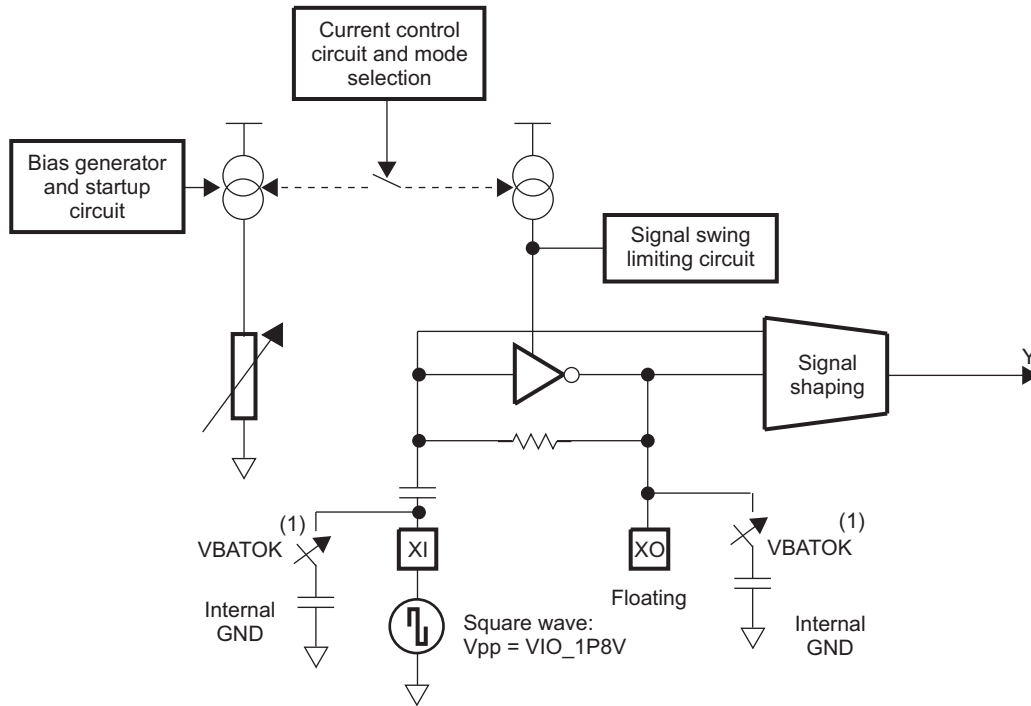 Current control
circuit and mode
selection
Bias generator
and startup
circuit
Signal swing
limiting circuit
Signal
shaping
Y
(1)
VBATOK
XI
XO
(1)
VBATOK
Floating
Internal
GND
Square wave:
Vpp = VIO_1P8V
Internal
GND